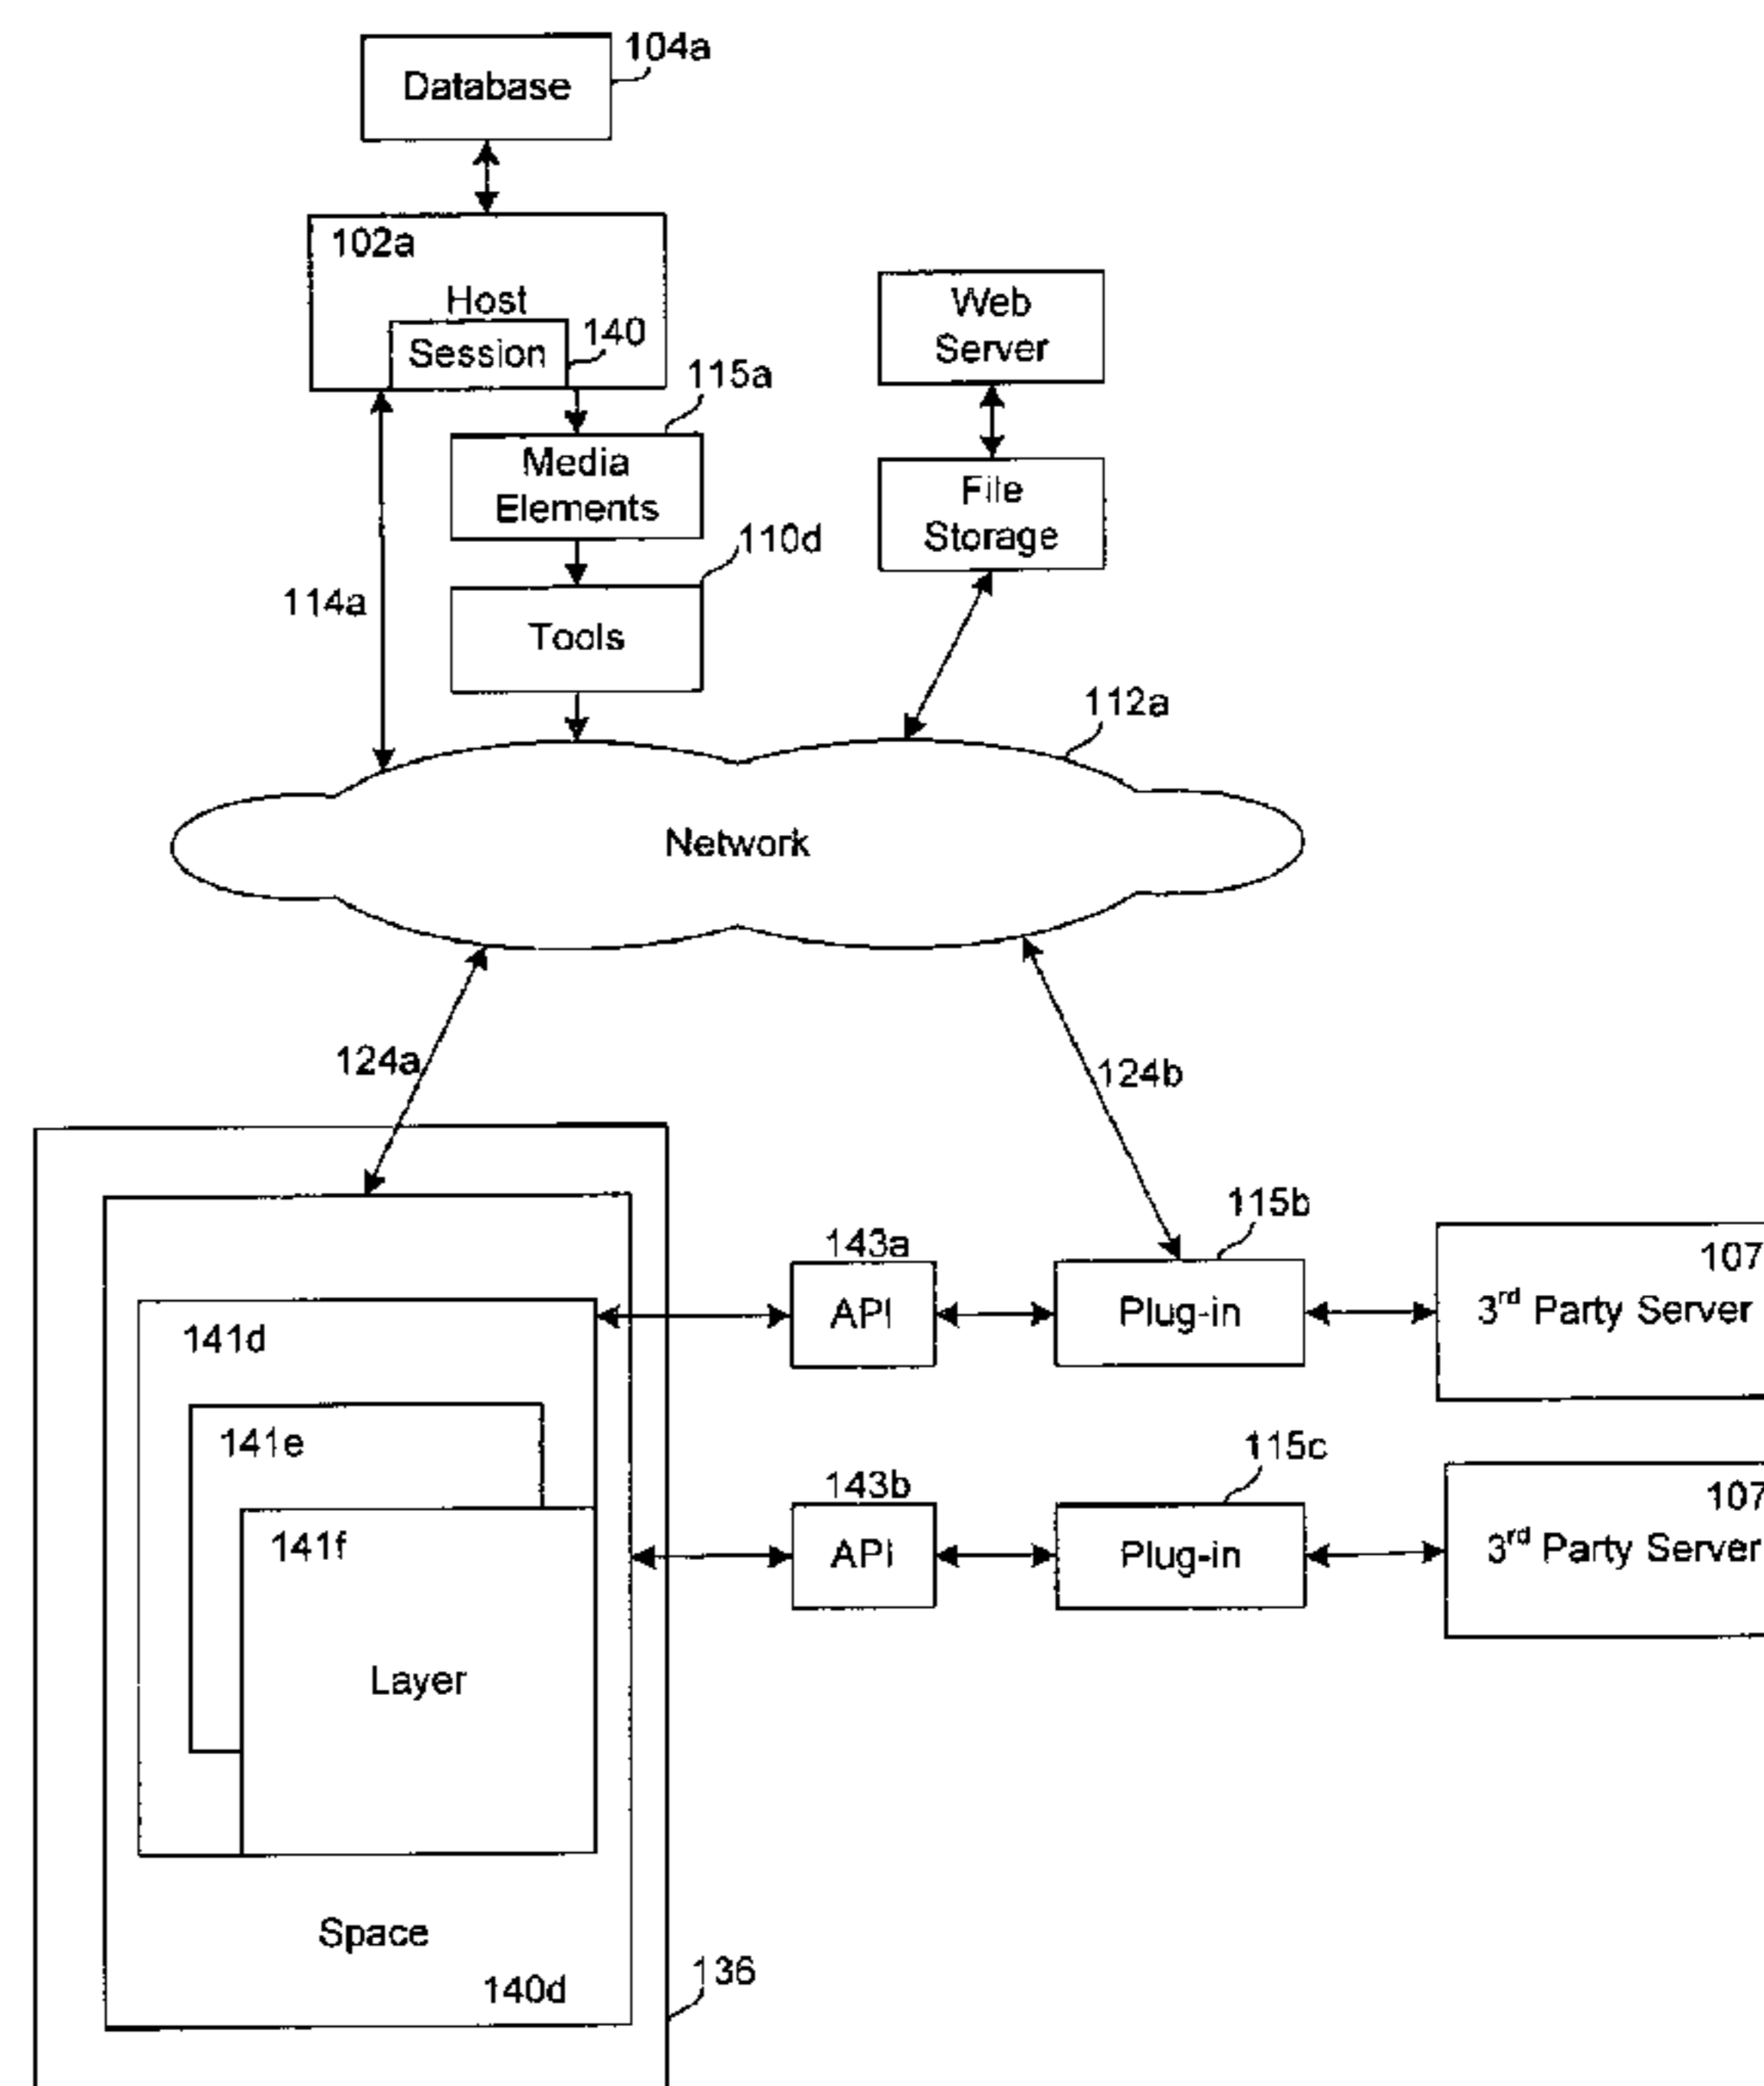 104a
Database
102a
Host
Session
140
115a
Media
Elements
110d
Tools
114a
Web
Server
File
Storage
112a
Network
124a
124b
143a
API
115b
Plug-in
107
3rd Party Server
141d
141e
141f
Layer
143b
API
115c
Plug-in
107
3rd Party Server
Space
140d
136